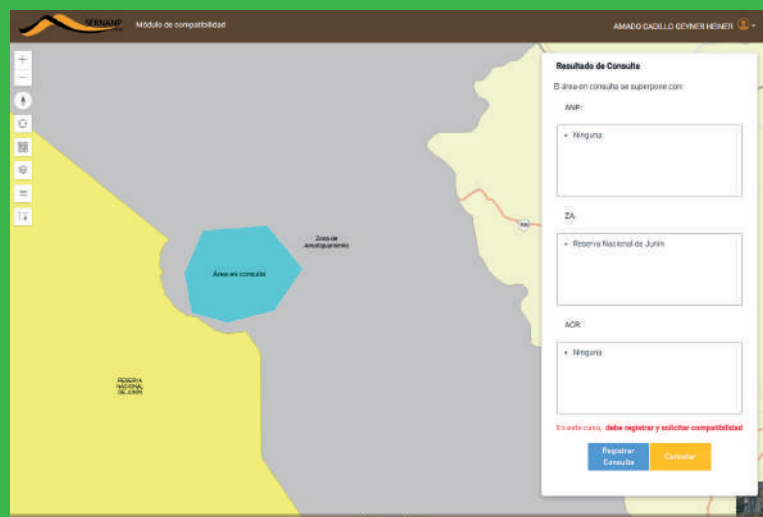 SERNANP
Módulo de compatibilidad
AMADO CADILLO GEYNER HEINER
Resultado de Consulta
El área en consulta se superpone con:
ANP:
• Ninguna
ZA:
• Reserva Nacional de Junín
ACR:
• Ninguna
En este caso, debe registrar y solicitar compatibilidad
Registrar
Consulta
Cancelar
Zona de
Amortiguamiento
Área en consulta
RESERVA
NACIONAL
DE JUNÍN